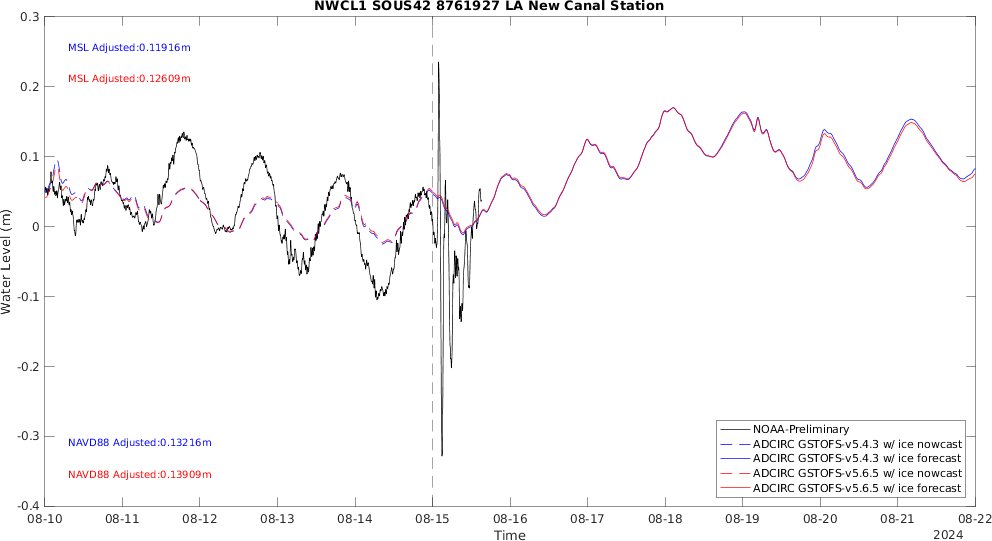 NWCL1 SOUS42 8761927 LA New Canal Station
0.3
0.2
0.1
0
-0.1
-0.2
-0.3
-0.4
Water Level (m)
MSL Adjusted:0.11916m
MSL Adjusted:0.12609m
NAVD88 Adjusted:0.13216m
NAVD88 Adjusted:0.13909m
NOAA-Preliminary
ADCIRC GSTOFS-v5.4.3 w/ ice nowcast
ADCIRC GSTOFS-v5.4.3 w/ ice forecast
ADCIRC GSTOFS-v5.6.5 w/ ice nowcast
ADCIRC GSTOFS-v5.6.5 w/ ice forecast
08-10 08-11 08-12 08-13 08-14 08-15 08-16 08-17 08-18 08-19 08-20 08-21 08-22
Time
2024